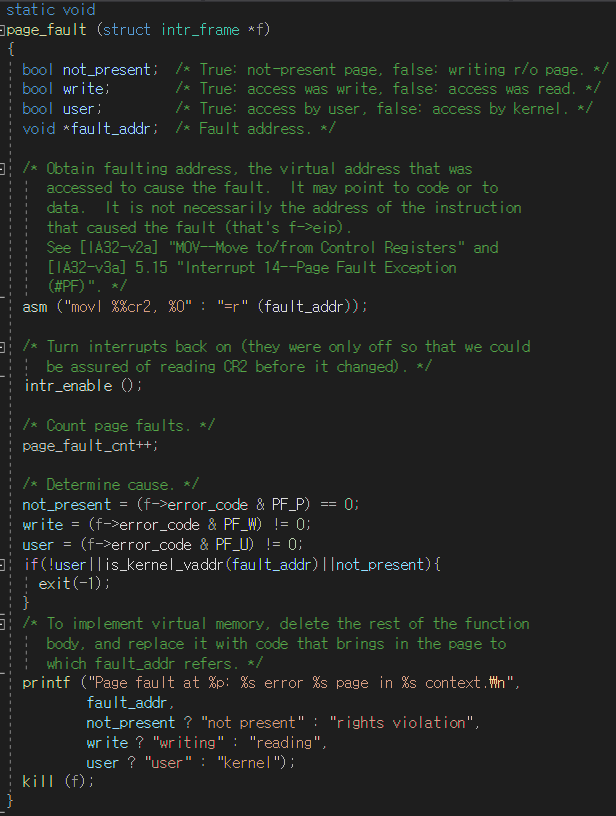 static void
page_fault (struct intr_frame *f)
{
bool not_present; /* True: not-present page, false: writing r/o page. */
bool write; /* True: access was write, false: access was read. */
bool user; /* True: access by user, false: access by kernel. */
void *fault_addr; /* Fault address. */
/* Obtain faulting address, the virtual address that was
accessed to cause the fault. It may point to code or to
data. It is not necessarily the address of the instruction
that caused the fault (that's f->eip).
See [IA32-v2a] "MOV--Move to/from Control Registers" and
[IA32-v3a] 5.15 "Interrupt 14--Page Fault Exception
(#PF)". */
asm ("movl %%cr2, %0" : "=r" (fault_addr));
/* Turn interrupts back on (they were only off so that we could
be assured of reading CR2 before it changed). */
intr_enable ();
/* Count page faults. */
page_fault_cnt++;
/* Determine cause. */
not_present = (f->error_code & PF_P) == 0;
write = (f->error_code & PF_W) != 0;
user = (f->error_code & PF_U) != 0;
if(!user||is_kernel_vaddr(fault_addr)||not_present){
exit(-1);
}
/* To implement virtual memory, delete the rest of the function
body, and replace it with code that brings in the page to
which fault_addr refers. */
printf ("Page fault at %p: %s error %s page in %s context.₩n",
fault_addr,
not_present ? "not present" : "rights violation",
write ? "writing" : "reading",
user ? "user" : "kernel");
kill (f);
}